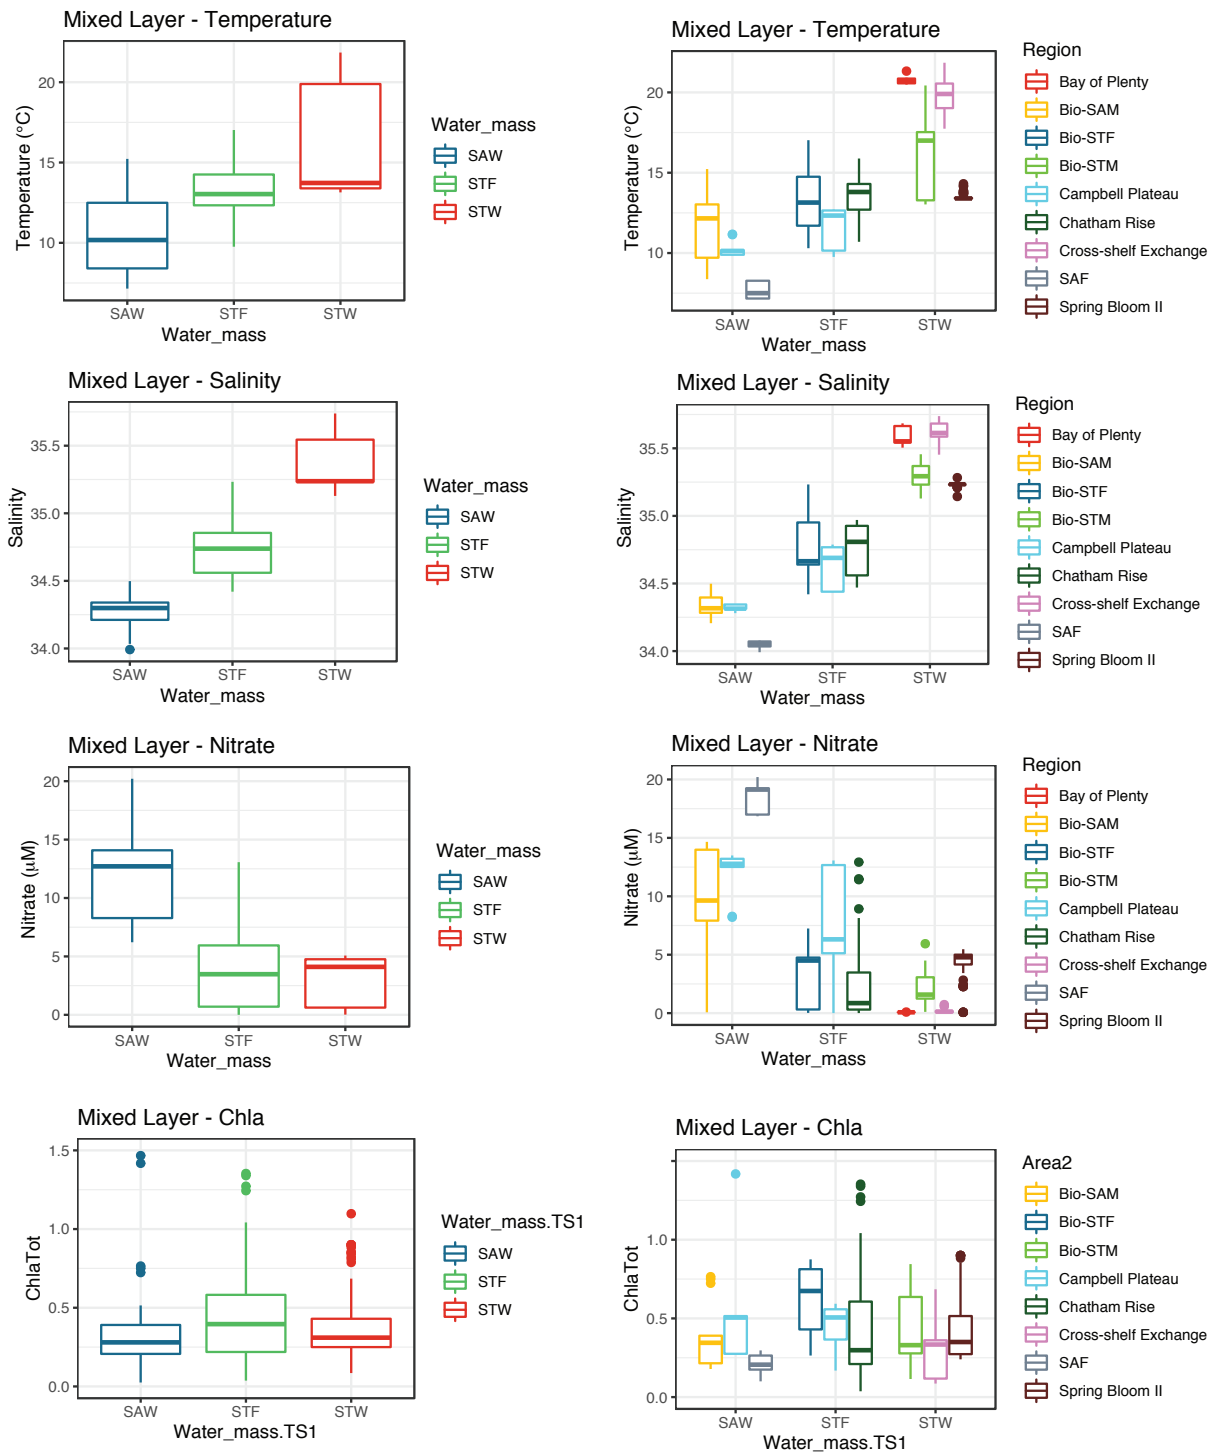 Mixed Layer - Temperature
Temperature (°C)
20
15
10
SAW
STF
STW
Water_mass
Water_mass
SAW
STF
STW
Mixed Layer - Temperature
Temperature (°C)
20
15
10
SAW
STF
STW
Water_mass
Region
Bay of Plenty
Bio-SAM
Bio-STF
Bio-STM
Campbell Plateau
Chatham Rise
Cross-shelf Exchange
SAF
Spring Bloom II
Mixed Layer - Salinity
Salinity
35.5
35.0
34.5
34.0
SAW
STF
STW
Water_mass
Water_mass
SAW
STF
STW
Mixed Layer - Salinity
Salinity
35.5
35.0
34.5
34.0
SAW
STF
STW
Water_mass
Region
Bay of Plenty
Bio-SAM
Bio-STF
Bio-STM
Campbell Plateau
Chatham Rise
Cross-shelf Exchange
SAF
Spring Bloom II
Mixed Layer - Nitrate
Nitrate (μM)
20
15
10
5
0
SAW
STF
STW
Water_mass
Water_mass
SAW
STF
STW
Mixed Layer - Nitrate
Nitrate (μM)
20
15
10
5
0
SAW
STF
STW
Water_mass
Region
Bay of Plenty
Bio-SAM
Bio-STF
Bio-STM
Campbell Plateau
Chatham Rise
Cross-shelf Exchange
SAF
Spring Bloom II
Mixed Layer - Chla
ChlaTot
1.5
1.0
0.5
0.0
SAW
STF
STW
Water_mass.TS1
Water_mass.TS1
SAW
STF
STW
Mixed Layer - Chla
ChlaTot
1.0
0.5
0.0
SAW
STF
STW
Water_mass.TS1
Area2
Bio-SAM
Bio-STF
Bio-STM
Campbell Plateau
Chatham Rise
Cross-shelf Exchange
SAF
Spring Bloom II